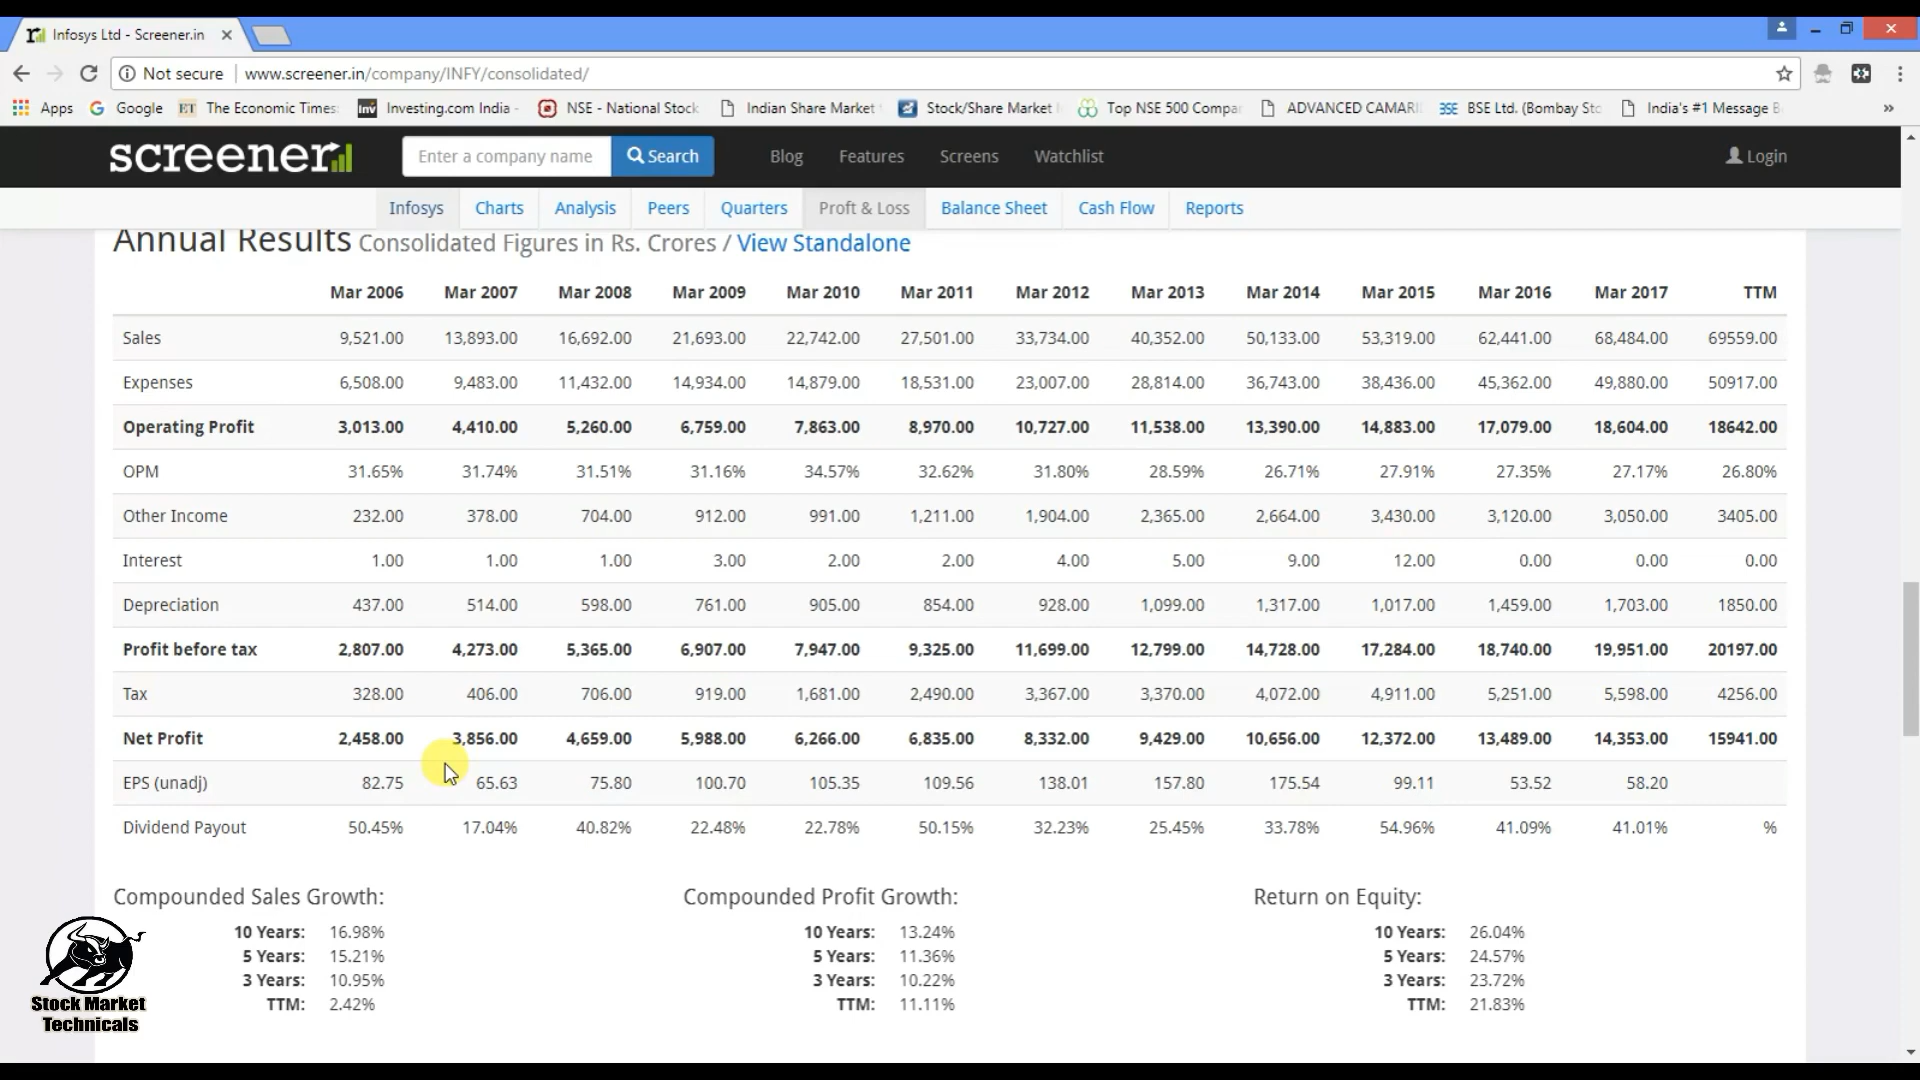 Infosys Ltd - Screener.in
Not secure www.screener.in/company/INFY/consolidated/
Apps Google ET The Economic Times Inv Investing.com India - NSE - National Stock Indian Share Market Stock/Share Market Top NSE 500 Compa ADVANCED CAMARI BSE BSE Ltd. (Bombay Sto India's #1 Message B »
screener Enter a company name Search Blog Features Screens Watchlist Login
Infosys Charts Analysis Peers Quarters Proft & Loss Balance Sheet Cash Flow Reports
Annual Results Consolidated Figures in Rs. Crores / View Standalone
Mar 2006 Mar 2007 Mar 2008 Mar 2009 Mar 2010 Mar 2011 Mar 2012 Mar 2013 Mar 2014 Mar 2015 Mar 2016 Mar 2017 TTM
Sales 9,521.00 13,893.00 16,692.00 21,693.00 22,742.00 27,501.00 33,734.00 40,352.00 50,133.00 53,319.00 62,441.00 68,484.00 69559.00
Expenses 6,508.00 9,483.00 11,432.00 14,934.00 14,879.00 18,531.00 23,007.00 28,814.00 36,743.00 38,436.00 45,362.00 49,880.00 50917.00
Operating Profit 3,013.00 4,410.00 5,260.00 6,759.00 7,863.00 8,970.00 10,727.00 11,538.00 13,390.00 14,883.00 17,079.00 18,604.00 18642.00
OPM 31.65% 31.74% 31.51% 31.16% 34.57% 32.62% 31.80% 28.59% 26.71% 27.91% 27.35% 27.17% 26.80%
Other Income 232.00 378.00 704.00 912.00 991.00 1,211.00 1,904.00 2,365.00 2,664.00 3,430.00 3,120.00 3,050.00 3405.00
Interest 1.00 1.00 1.00 3.00 2.00 2.00 4.00 5.00 9.00 12.00 0.00 0.00 0.00
Depreciation 437.00 514.00 598.00 761.00 905.00 854.00 928.00 1,099.00 1,317.00 1,017.00 1,459.00 1,703.00 1850.00
Profit before tax 2,807.00 4,273.00 5,365.00 6,907.00 7,947.00 9,325.00 11,699.00 12,799.00 14,728.00 17,284.00 18,740.00 19,951.00 20197.00
Tax 328.00 406.00 706.00 919.00 1,681.00 2,490.00 3,367.00 3,370.00 4,072.00 4,911.00 5,251.00 5,598.00 4256.00
Net Profit 2,458.00 3,856.00 4,659.00 5,988.00 6,266.00 6,835.00 8,332.00 9,429.00 10,656.00 12,372.00 13,489.00 14,353.00 15941.00
EPS (unadj) 82.75 65.63 75.80 100.70 105.35 109.56 138.01 157.80 175.54 99.11 53.52 58.20
Dividend Payout 50.45% 17.04% 40.82% 22.48% 22.78% 50.15% 32.23% 25.45% 33.78% 54.96% 41.09% 41.01% %
Compounded Sales Growth: Compounded Profit Growth: Return on Equity:
10 Years: 16.98% 10 Years: 13.24% 10 Years: 26.04%
5 Years: 15.21% 5 Years: 11.36% 5 Years: 24.57%
3 Years: 10.95% 3 Years: 10.22% 3 Years: 23.72%
TTM: 2.42% TTM: 11.11% TTM: 21.83%
Stock Market
Technicals